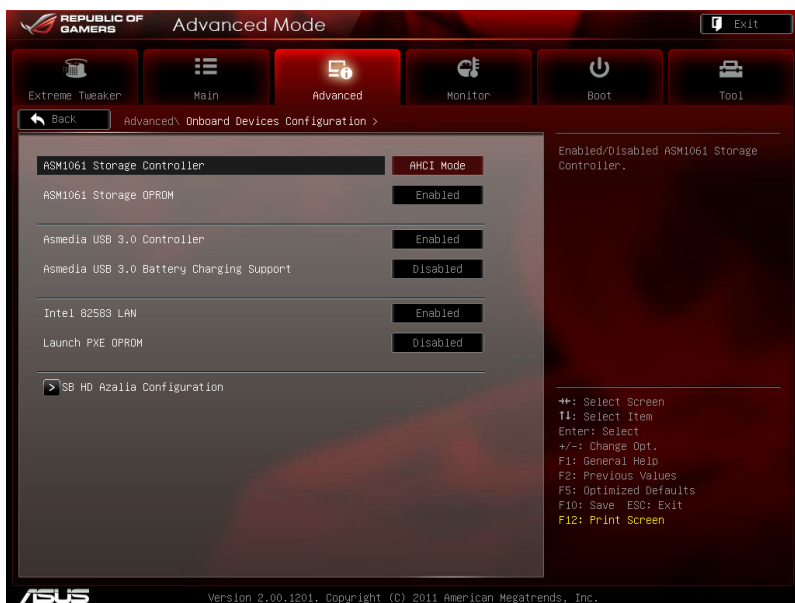 REPUBLIC OF
GAMERS
Advanced Mode
Exit
Extreme Tweaker
Main
Advanced
Monitor
Boot
Tool
Back
Advanced\ Onboard Devices Configuration >
ASM1061 Storage Controller AHCI Mode
ASM1061 Storage OPROM Enabled
Asmedia USB 3.0 Controller Enabled
Asmedia USB 3.0 Battery Charging Support Disabled
Intel 82583 LAN Enabled
Launch PXE OPROM Disabled
> SB HD Azalia Configuration
Enabled/Disabled ASM1061 Storage
Controller.
→←: Select Screen
↑↓: Select Item
Enter: Select
+/-: Change Opt.
F1: General Help
F2: Previous Values
F5: Optimized Defaults
F10: Save ESC: Exit
F12: Print Screen
ASUS
Version 2.00.1201. Copyright (C) 2011 American Megatrends, Inc.